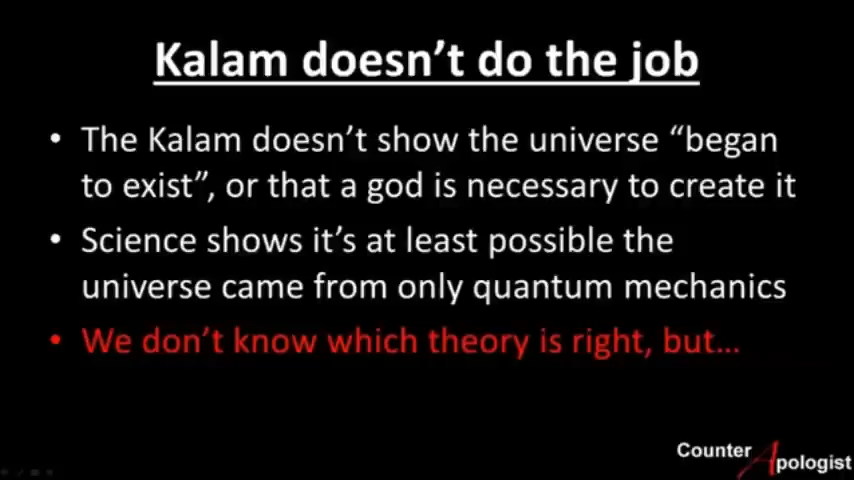 Kalam doesn’t do the job
• The Kalam doesn’t show the universe “began
to exist”, or that a god is necessary to create it
• Science shows it’s at least possible the
universe came from only quantum mechanics
• We don’t know which theory is right, but…
Counter
Apologist